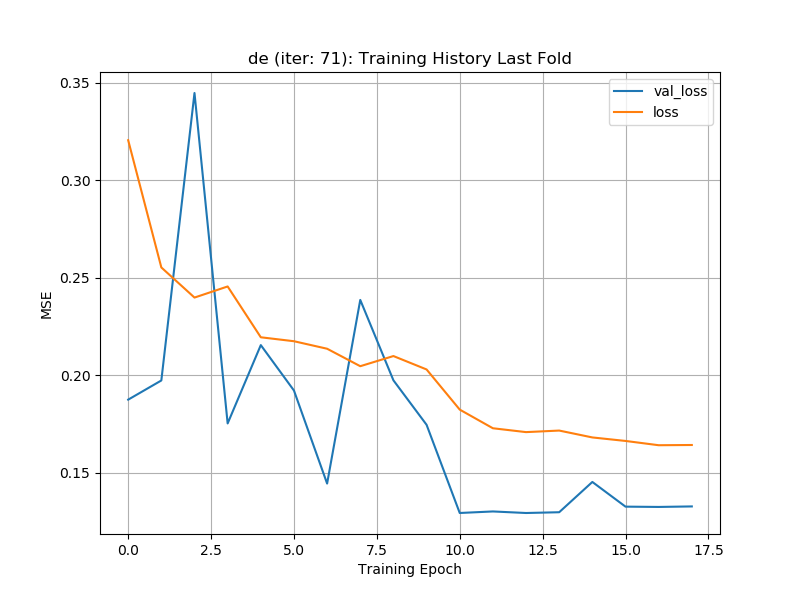 de (iter: 71): Training History Last Fold
val_loss
loss
MSE
0.35
0.30
0.25
0.20
0.15
0.0 2.5 5.0 7.5 10.0 12.5 15.0 17.5
Training Epoch